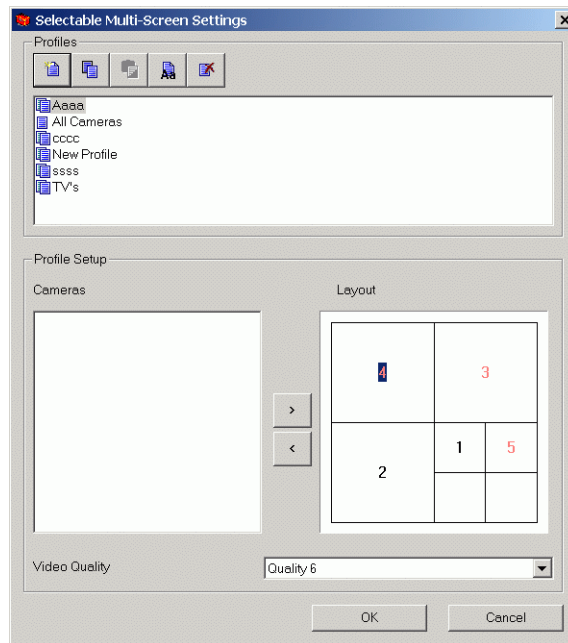 Selectable Multi-Screen Settings
Profiles
Aa
Aaaa
All Cameras
cccc
New Profile
ssss
TV's
Profile Setup
Cameras
Layout
4
3
>
<
1
5
2
Video Quality
Quality 6
OK
Cancel